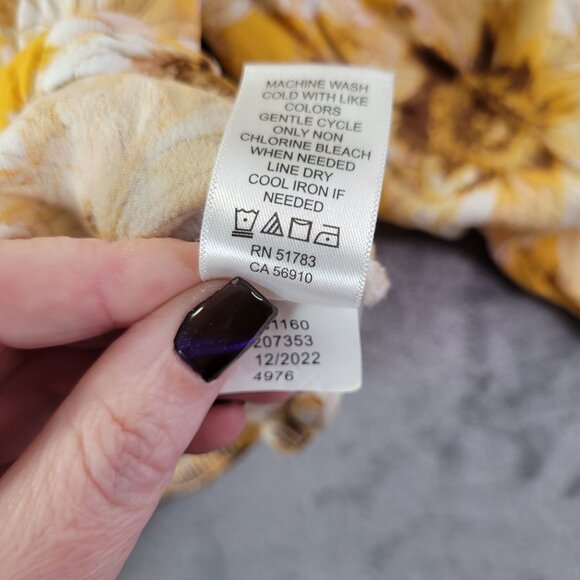 MACHINE WASH
COLD WITH LIKE
COLORS
GENTLE CYCLE
ONLY NON
CHLORINE BLEACH
WHEN NEEDED
LINE DRY
COOL IRON IF
NEEDED
RN 51783
CA 56910
1160
207353
12/2022
4976